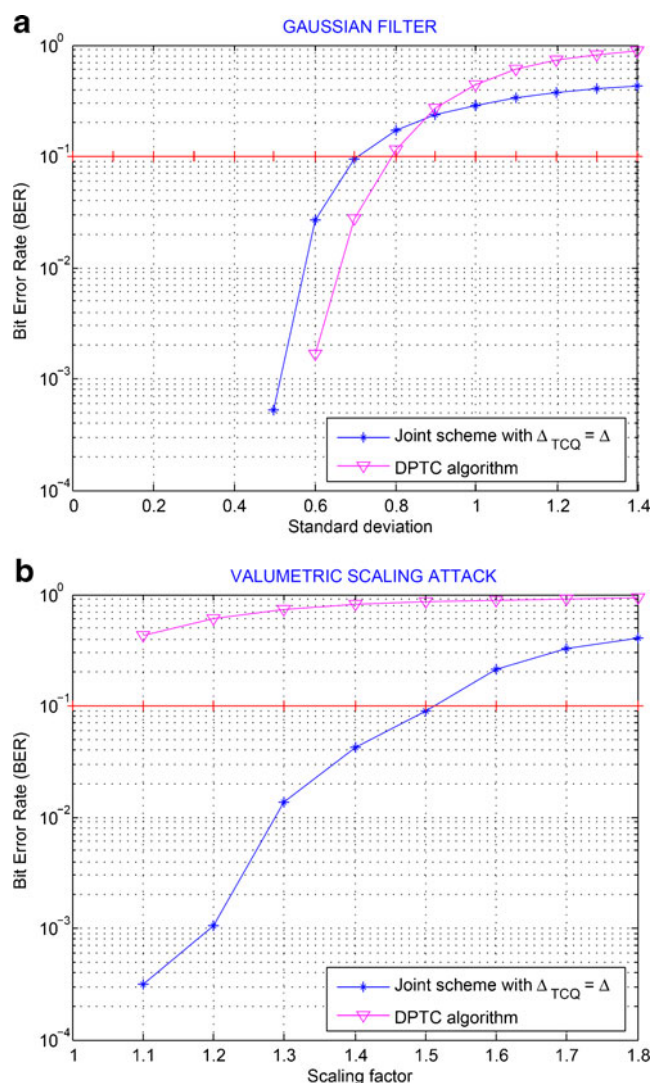 a
GAUSSIAN FILTER
Bit Error Rate (BER)
10^0
10^-1
10^-2
10^-3
10^-4
Joint scheme with Δ_TCQ = Δ
DPTC algorithm
0 0.2 0.4 0.6 0.8 1 1.2 1.4
Standard deviation
b
VALUMETRIC SCALING ATTACK
Bit Error Rate (BER)
10^0
10^-1
10^-2
10^-3
10^-4
Joint scheme with Δ_TCQ = Δ
DPTC algorithm
1 1.1 1.2 1.3 1.4 1.5 1.6 1.7 1.8
Scaling factor